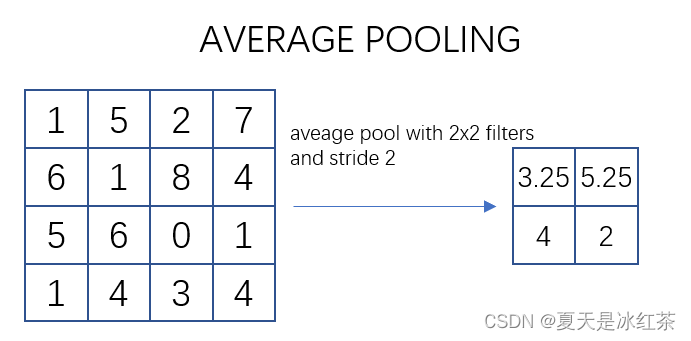 AVERAGE POOLING
1 5 2 7
aveage pool with 2x2 filters
and stride 2
6 1 8 4
3.25 5.25
5 6 0 1
4 2
1 4 3 4
CSDN @夏天是冰红茶